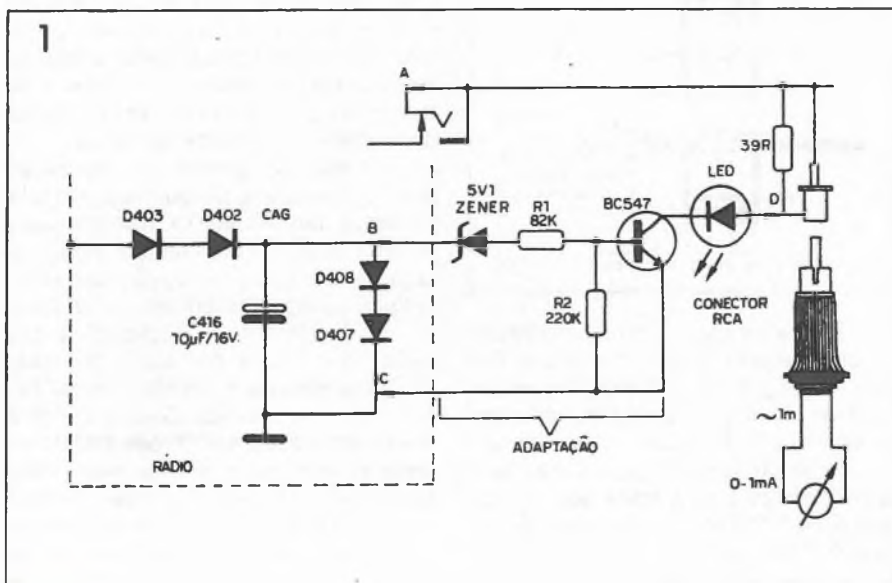 1
A
39R
LED
D
5V1
ZENER
R1
82K
BC547
D403
D402
CAG
B
D408
C416
10µF/16V.
D407
R2
220K
CONECTOR
RCA
C
ADAPTAÇÃO
RÁDIO
~1m
0-1mA